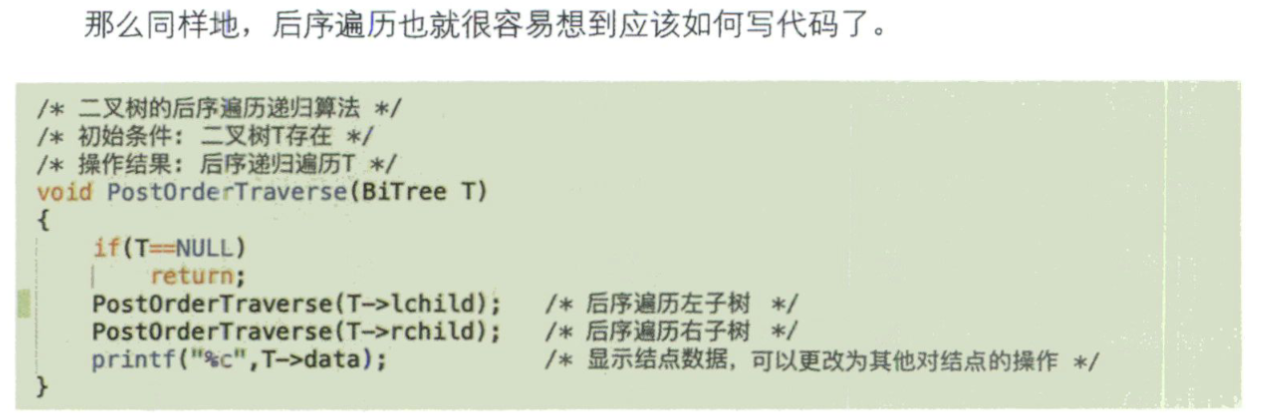 那么同样地，后序遍历也就很容易想到应该如何写代码了。
/* 二叉树的后序遍历递归算法 */
/* 初始条件: 二叉树T存在 */
/* 操作结果: 后序递归遍历T */
void PostOrderTraverse(BiTree T)
{
    if(T==NULL)
        return;
    PostOrderTraverse(T->lchild);   /* 后序遍历左子树 */
    PostOrderTraverse(T->rchild);   /* 后序遍历右子树 */
    printf("%c",T->data);           /* 显示结点数据，可以更改为其他对结点的操作 */
}